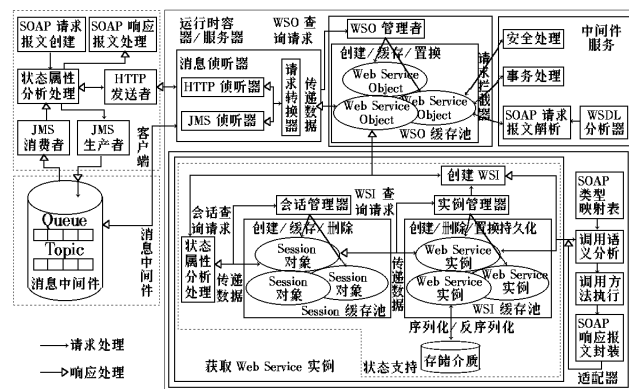 SOAP 请求
报文创建
SOAP 响应
报文处理
状态属性
分析处理
HTTP
发送者
JMS
消费者
JMS
生产者
客户端
Queue
Topic
消息中间件
消息中间件
请求处理
响应处理
运行时容
器/服务器
WSO 查
询请求
消息侦听器
HTTP 侦听器
JMS 侦听器
请求转换器
传递数据
WSO 管理者
创建/缓存/置换
Web Service
Object
Web Service
Object
Web Service
Object
WSO 缓存池
请求拦截器
安全处理
事务处理
SOAP 请求
报文解析
WSDL
分析器
中间件
服务
创建 WSI
会话查
询请求
会话管理器
WSI 查
询请求
实例管理器
状态
属性
分析
处理
传递数据
创建/缓存/删除
Session
对象
Session
对象
Session
对象
Session 缓存池
传递数据
创建/删除/置换持久化
Web Service
实例
Web Service
实例
Web Service
实例
WSI 缓存池
序列化/反序列化
存储介质
状态支持
获取 Web Service 实例
SOAP
类型
映射表
调用语
义分析
调用方
法执行
SOAP
响应报
文封装
适配器